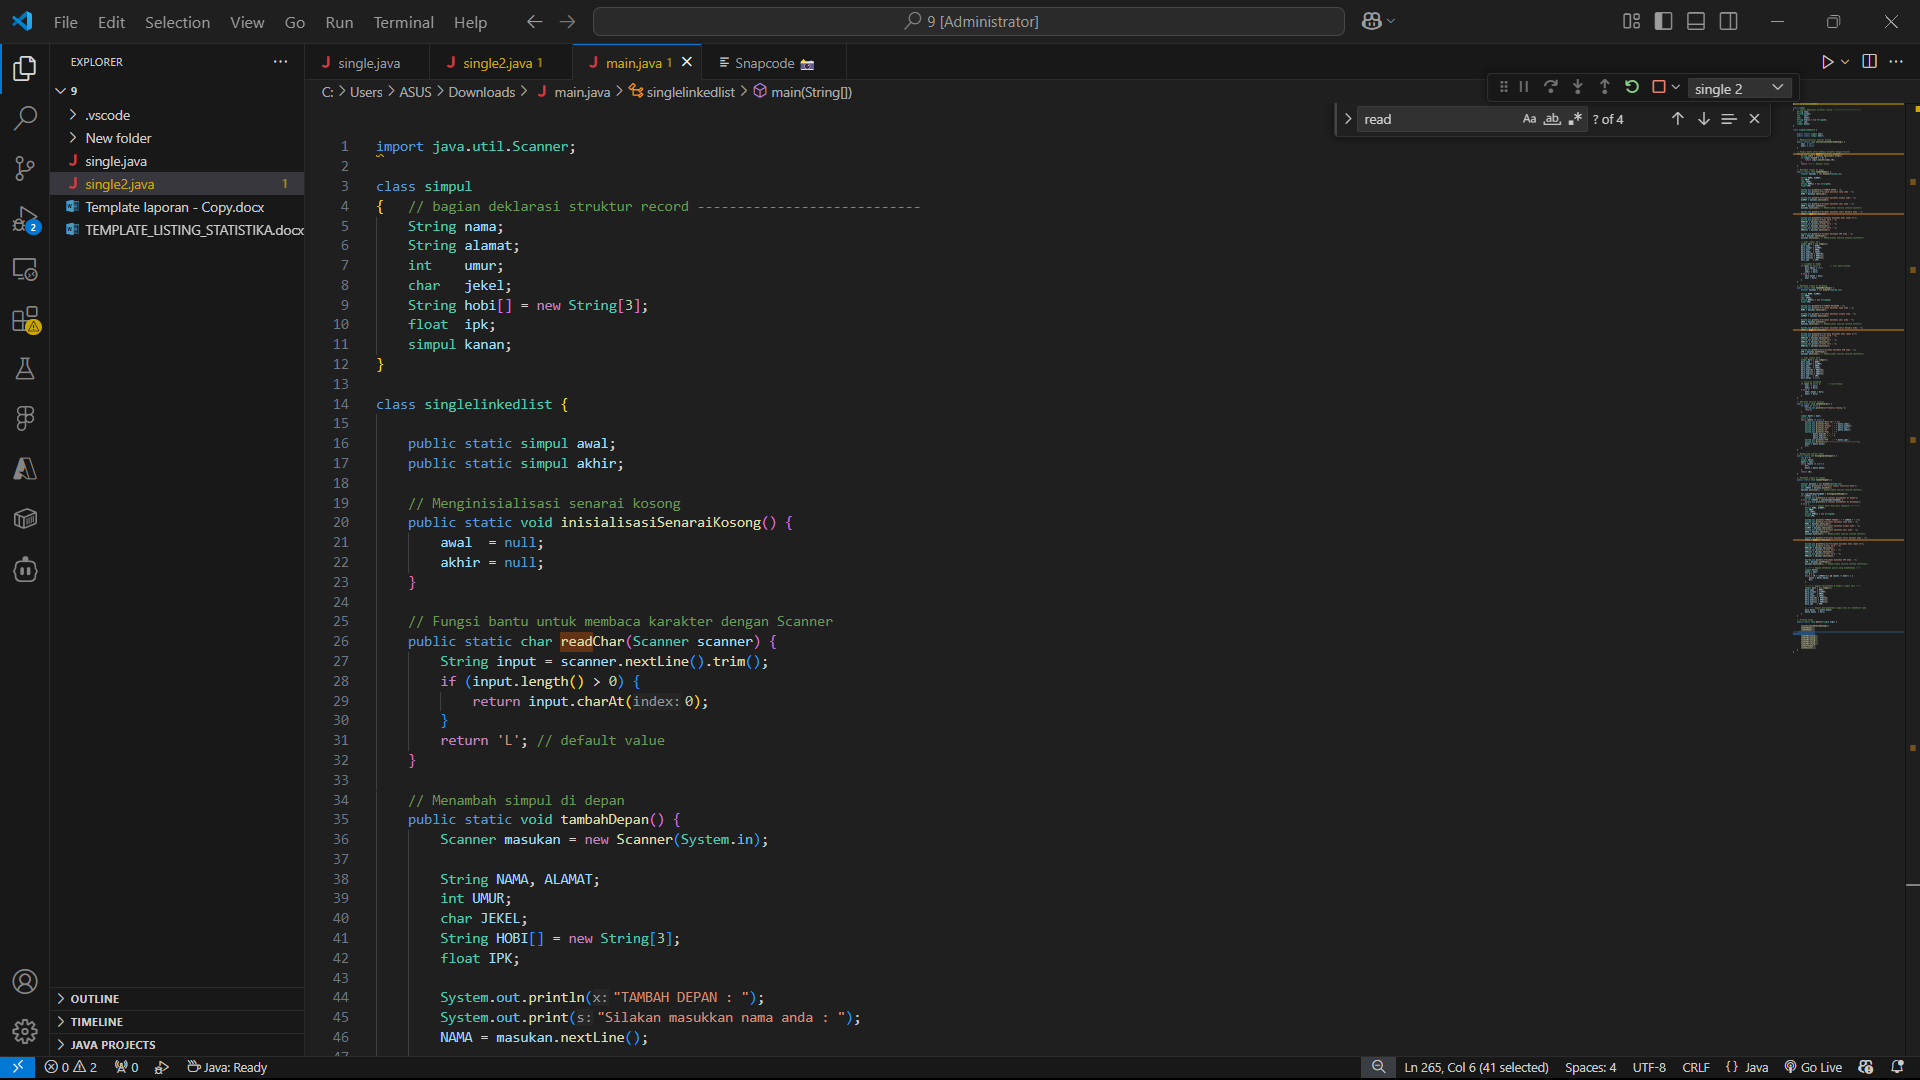 File Edit Selection View Go Run Terminal Help
9 [Administrator]
EXPLORER
single.java
single2.java 1
main.java 1
Snapcode
9
.vscode
New folder
single.java
single2.java 1
Template laporan - Copy.docx
TEMPLATE_LISTING_STATISTIKA.docx
C: > Users > ASUS > Downloads > main.java > singlelinkedlist > main(String[])
single 2
read
Aa ab ? of 4
1 import java.util.Scanner;
2
3 class simpul
4 { // bagian deklarasi struktur record ----------------------------
5 String nama;
6 String alamat;
7 int umur;
8 char jekel;
9 String hobi[] = new String[3];
10 float ipk;
11 simpul kanan;
12 }
13
14 class singlelinkedlist {
15
16 public static simpul awal;
17 public static simpul akhir;
18
19 // Menginisialisasi senarai kosong
20 public static void inisialisasiSenaraiKosong() {
21 awal = null;
22 akhir = null;
23 }
24
25 // Fungsi bantu untuk membaca karakter dengan Scanner
26 public static char readChar(Scanner scanner) {
27 String input = scanner.nextLine().trim();
28 if (input.length() > 0) {
29 return input.charAt(index: 0);
30 }
31 return 'L'; // default value
32 }
33
34 // Menambah simpul di depan
35 public static void tambahDepan() {
36 Scanner masukan = new Scanner(System.in);
37
38 String NAMA, ALAMAT;
39 int UMUR;
40 char JEKEL;
41 String HOBI[] = new String[3];
42 float IPK;
43
44 System.out.println(x: "TAMBAH DEPAN : ");
45 System.out.print(s: "Silakan masukkan nama anda : ");
46 NAMA = masukan.nextLine();
47
2
OUTLINE
TIMELINE
JAVA PROJECTS
0 2 0 Java: Ready
Ln 265, Col 6 (41 selected) Spaces: 4 UTF-8 CRLF {} Java Go Live